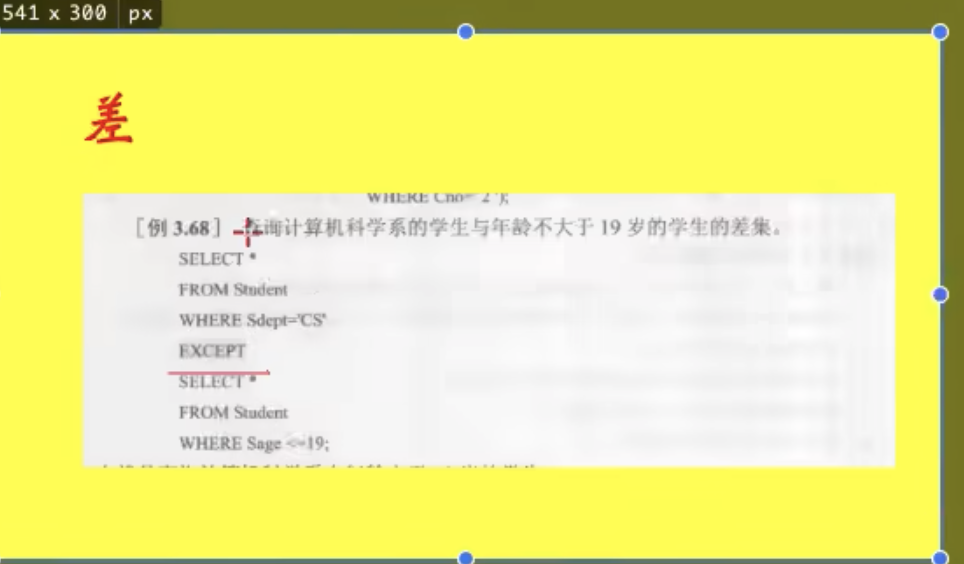 541 x 300 px
差
WHERE Cno='2');
[例 3.68] 查询计算机科学系的学生与年龄不大于 19 岁的学生的差集。
SELECT *
FROM Student
WHERE Sdept='CS'
EXCEPT
SELECT *
FROM Student
WHERE Sage <=19;